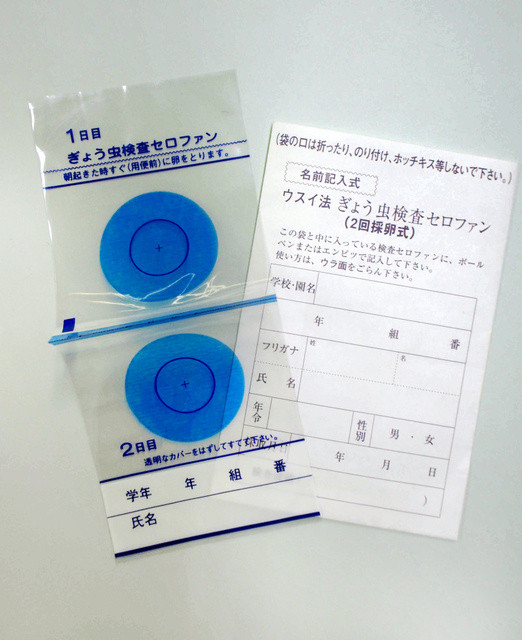 1日目
ぎょう虫検査セロファン
朝起きた時すぐ(用便前)に卵をとります。
2日目
透明なカバーをはずしてすて下さい。
学年 年 組 番
氏名
(袋の口は折ったり、のり付け、ホッチキス等しないで下さい。)
名前記入式
ウスイ法 ぎょう虫検査セロファン
(2回採卵式)
この袋と中に入っている検査セロファンに、ボール
ペンまたはエンピツで記入して下さい。
使い方は、ウラ面をごらん下さい。
学校・園名
年 組 番
フリガナ 姓 名
氏 名
年令 性別 男・女
月日 年 月 日
)